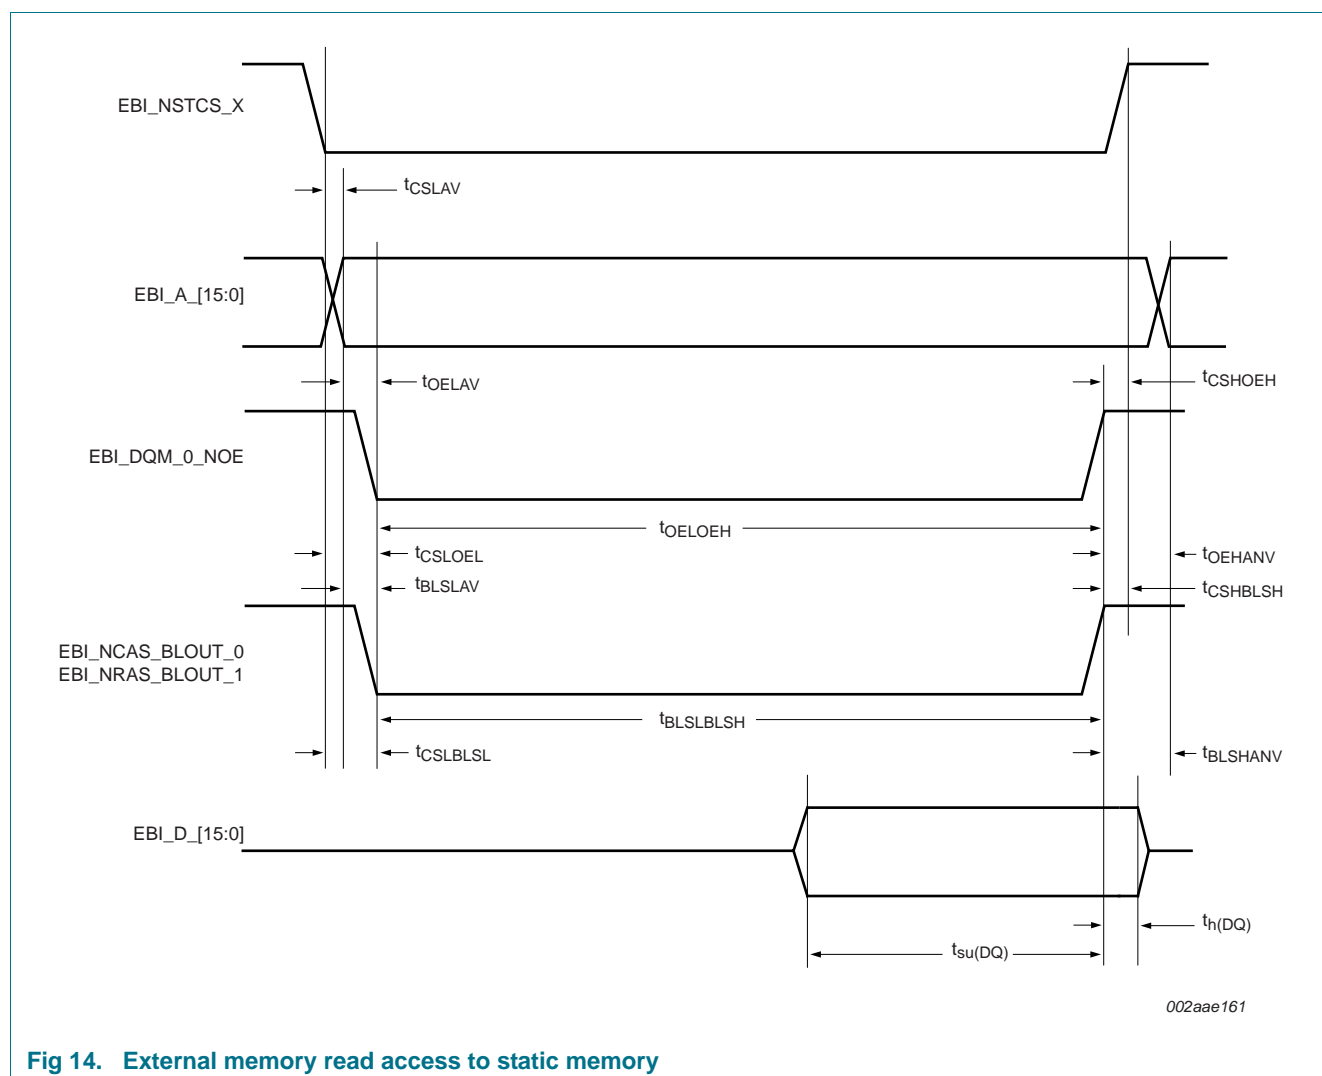 EBI_NSTCS_X
tCSLAV
EBI_A_[15:0]
tOELAV
tCSHOEH
EBI_DQM_0_NOE
tOELOEH
tCSLOEL
tOEHANV
tBLSLAV
tCSHBLSH
EBI_NCAS_BLOUT_0
EBI_NRAS_BLOUT_1
tBLSLBLSH
tCSLBLSL
tBLSHANV
EBI_D_[15:0]
th(DQ)
tsu(DQ)
002aae161
Fig 14. External memory read access to static memory